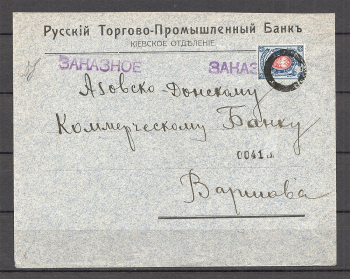 Русскій Торгово-Промышленный Банкъ
КІЕВСКОЕ ОТДѢЛЕНІЕ
ЗАКАЗНОЕ ЗАКАЗ
Азовско-Донскому
Коммерческому Банку
0041
Варшава